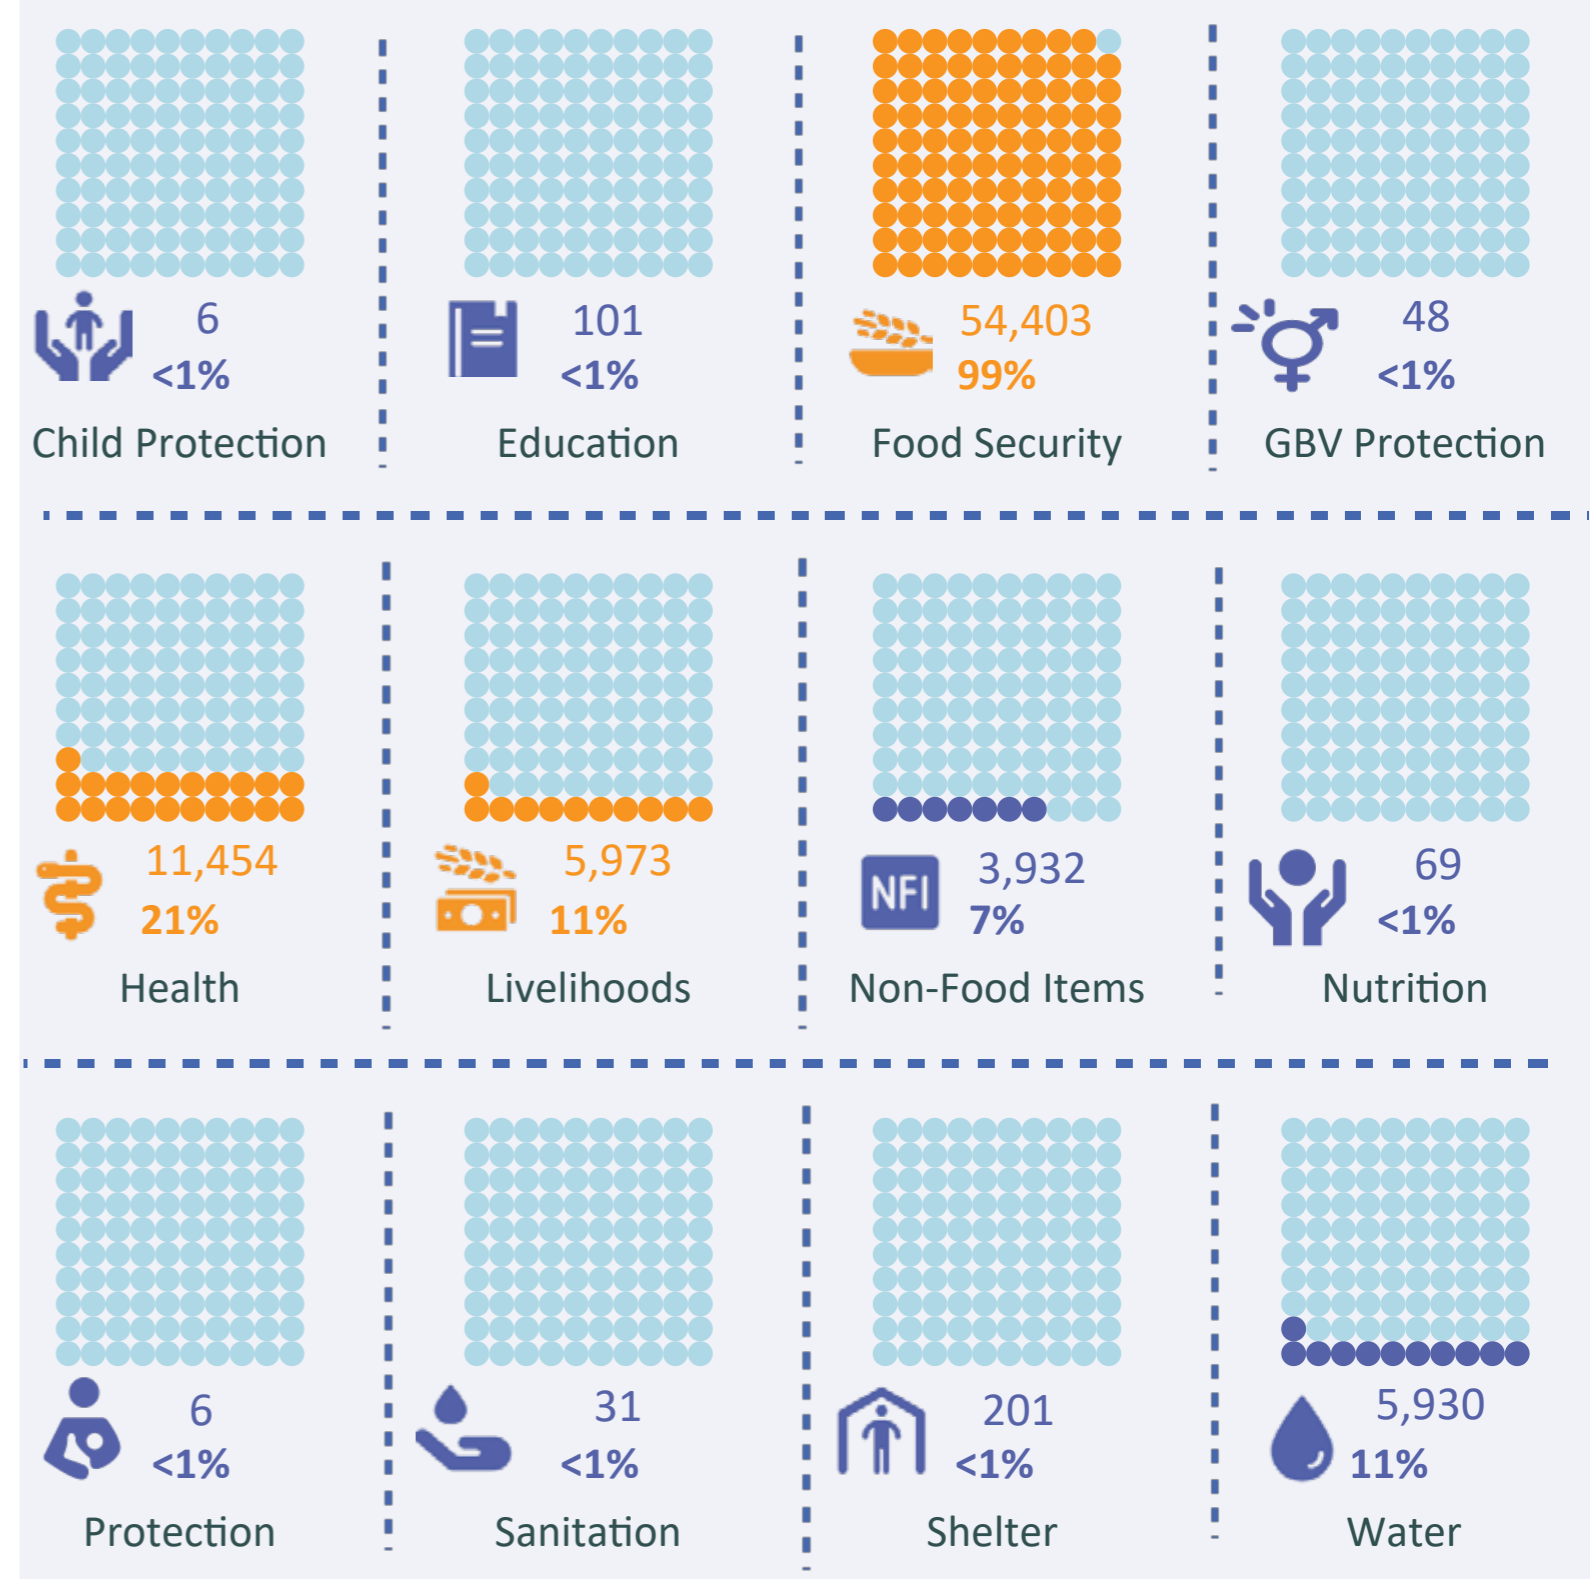 6
<1%
Child Protection
101
<1%
Education
54,403
99%
Food Security
48
<1%
GBV Protection
11,454
21%
Health
5,973
11%
Livelihoods
NFI
3,932
7%
Non-Food Items
69
<1%
Nutrition
6
<1%
Protection
31
<1%
Sanitation
201
<1%
Shelter
5,930
11%
Water